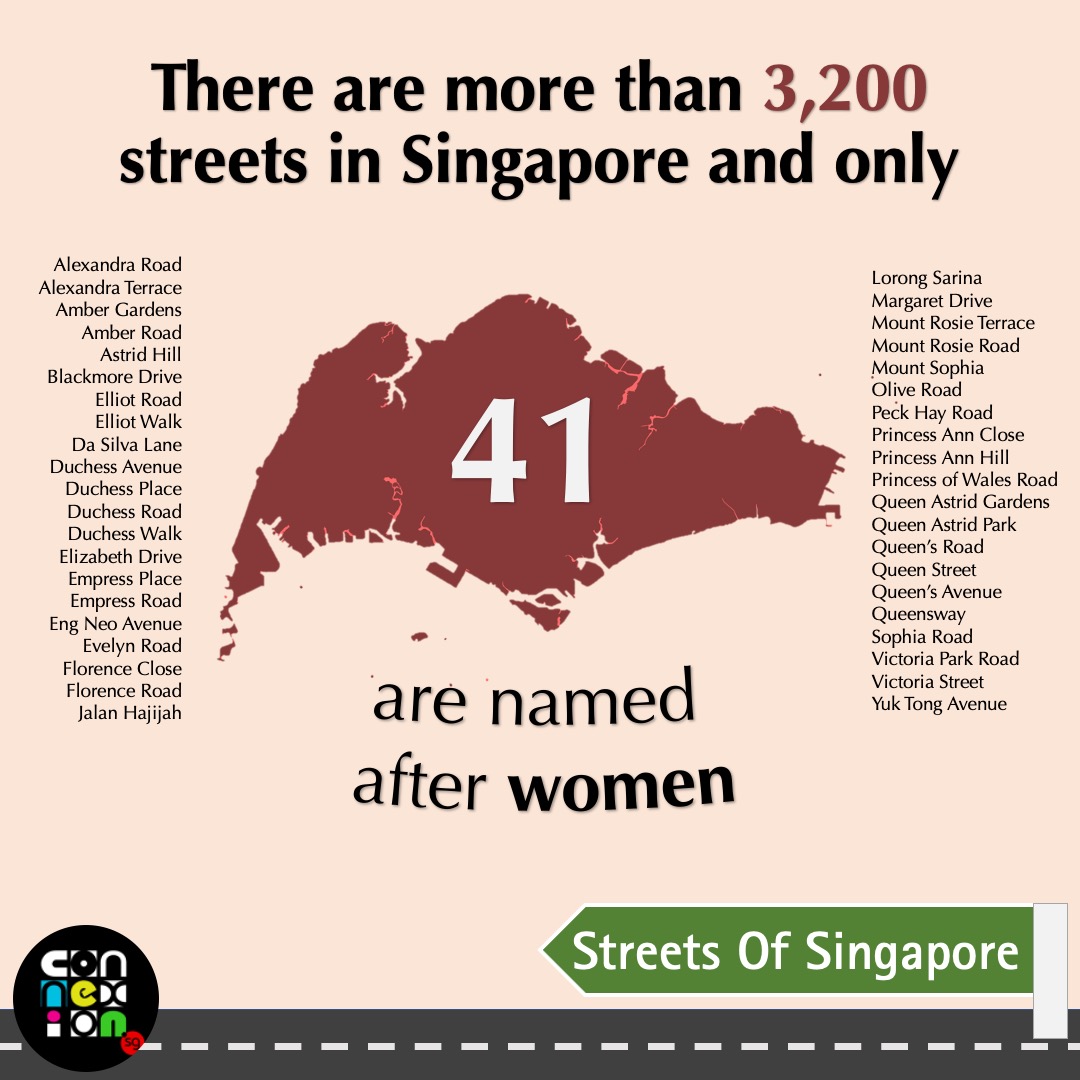 There are more than 3,200
streets in Singapore and only
Alexandra Road
Alexandra Terrace
Amber Gardens
Amber Road
Astrid Hill
Blackmore Drive
Elliot Road
Elliot Walk
Da Silva Lane
Duchess Avenue
Duchess Place
Duchess Road
Duchess Walk
Elizabeth Drive
Empress Place
Empress Road
Eng Neo Avenue
Evelyn Road
Florence Close
Florence Road
Jalan Hajijah
41
Lorong Sarina
Margaret Drive
Mount Rosie Terrace
Mount Rosie Road
Mount Sophia
Olive Road
Peck Hay Road
Princess Ann Close
Princess Ann Hill
Princess of Wales Road
Queen Astrid Gardens
Queen Astrid Park
Queen’s Road
Queen Street
Queen’s Avenue
Queensway
Sophia Road
Victoria Park Road
Victoria Street
Yuk Tong Avenue
are named
after women
Streets Of Singapore
con
nex
ion
sg